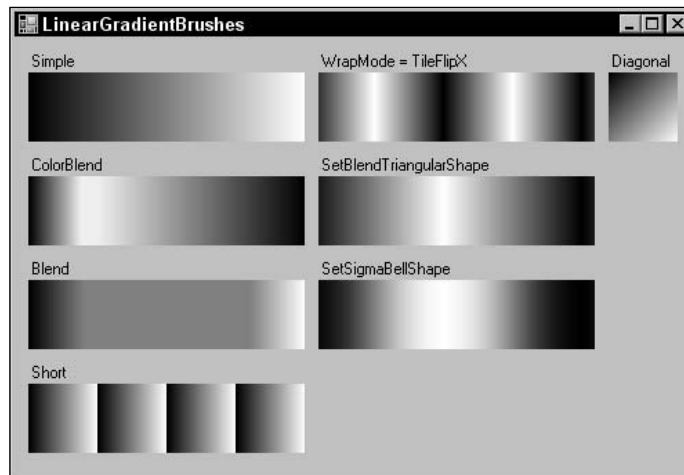 LinearGradientBrushes
Simple
WrapMode = TileFlipX
Diagonal
ColorBlend
SetBlendTriangularShape
Blend
SetSigmaBellShape
Short